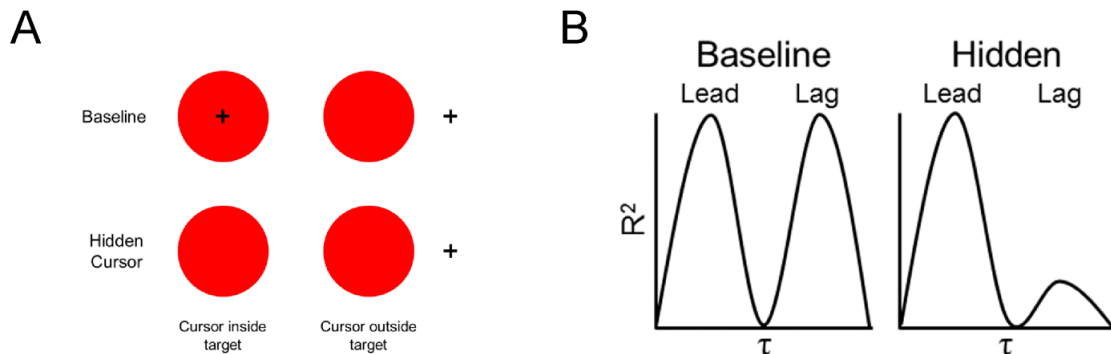 A
Baseline
+
+
Hidden
Cursor
+
Cursor inside
target
Cursor outside
target
B
Baseline
Hidden
Lead
Lag
Lead
Lag
R²
τ
τ